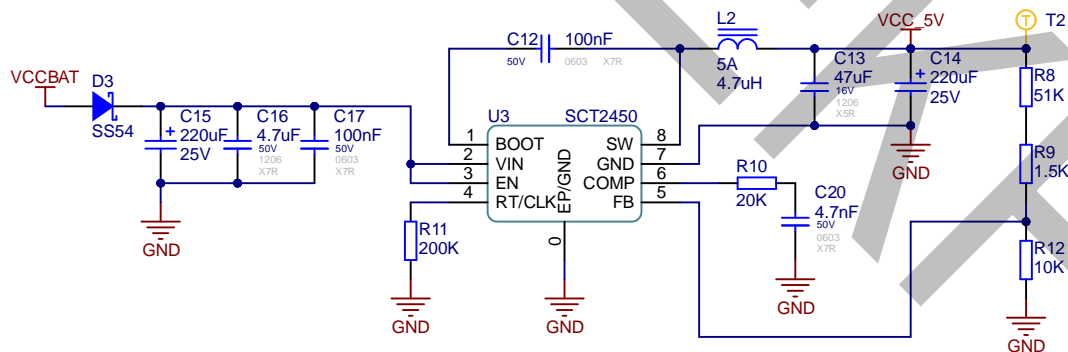 VCCBAT
D3
SS54
C15
220uF
25V
C16
4.7uF
50V
1206
X7R
C17
100nF
50V
0603
X7R
GND
C12
100nF
50V
0603 X7R
U3
SCT2450
1
BOOT
2
VIN
3
EN
4
RT/CLK
EP/GND
0
SW
8
GND
7
COMP
6
FB
5
R11
200K
GND
GND
L2
5A
4.7uH
C13
47uF
16V
1206
X5R
VCC_5V
C14
220uF
25V
GND
R10
20K
C20
4.7nF
50V
0603
X7R
GND
T
T2
R8
51K
R9
1.5K
R12
10K
GND